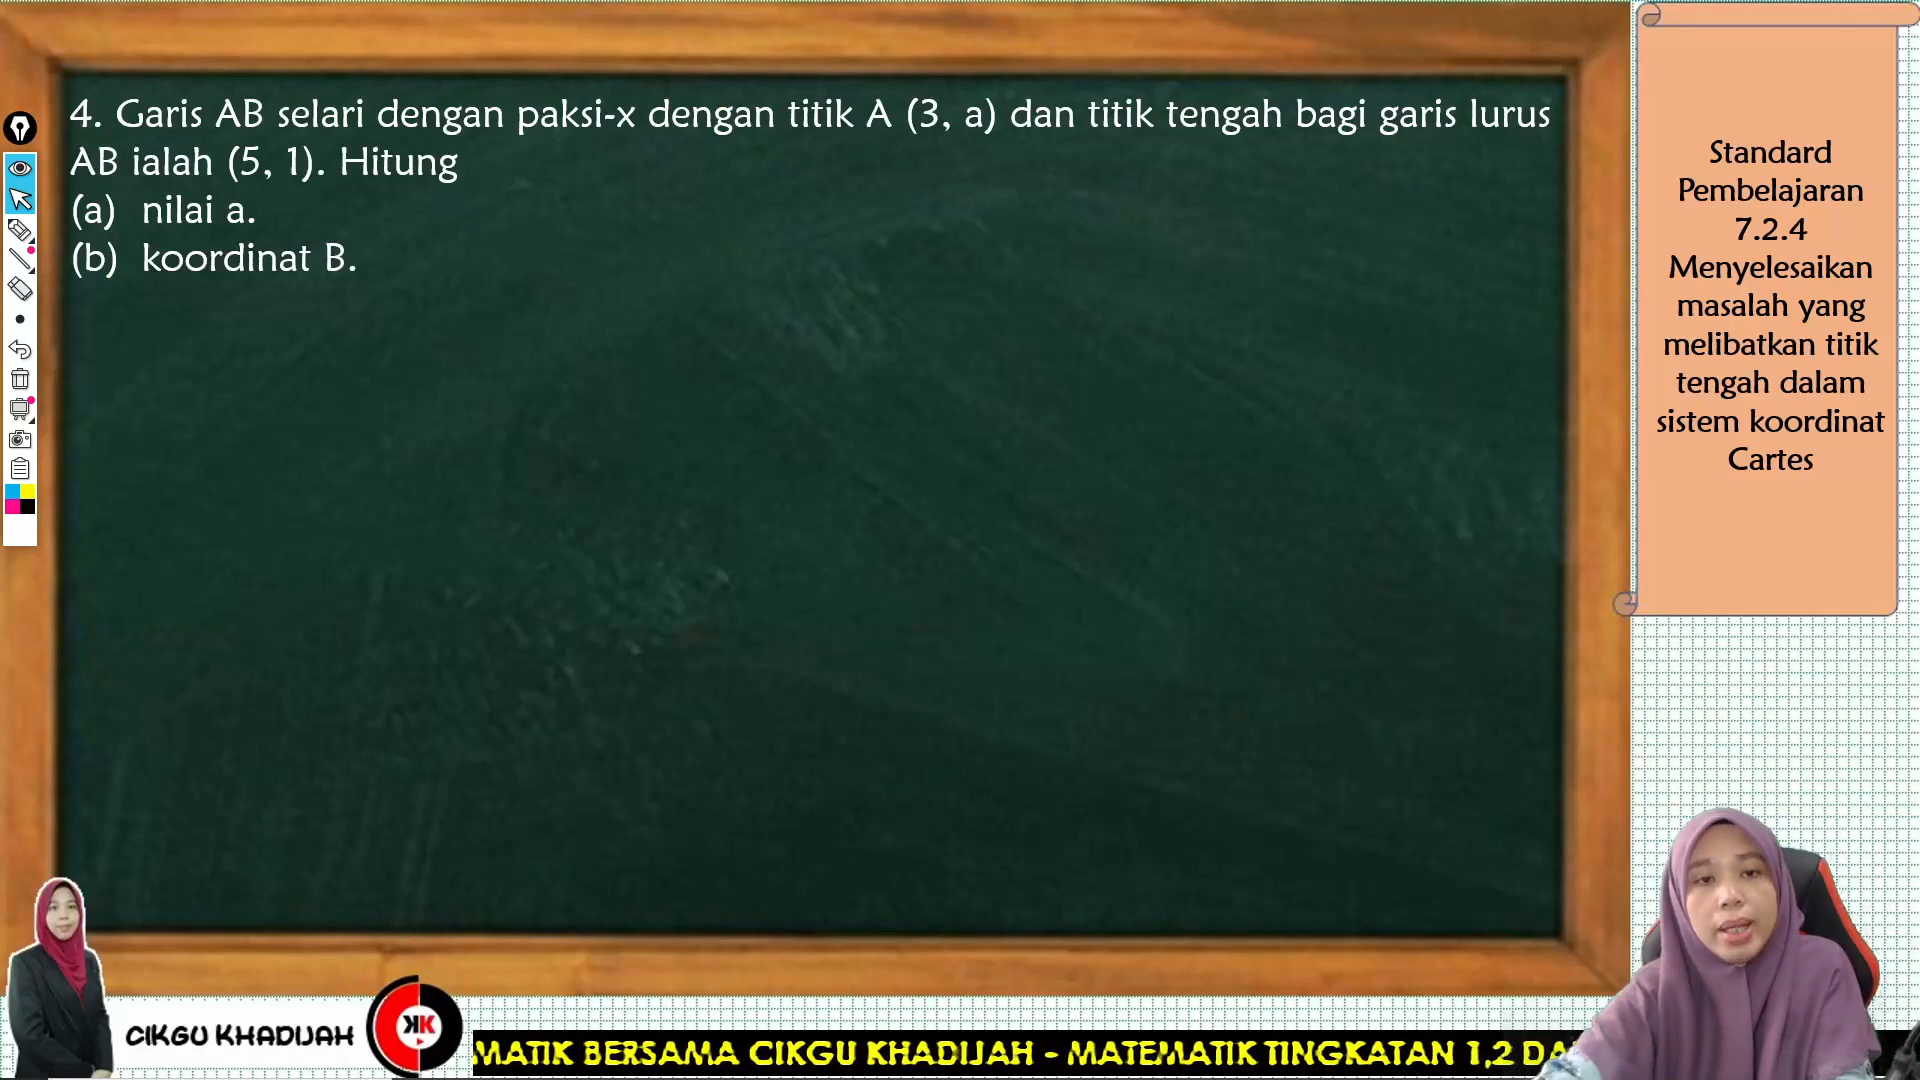 4. Garis AB selari dengan paksi-x dengan titik A (3, a) dan titik tengah bagi garis lurus
AB ialah (5, 1). Hitung
(a) nilai a.
(b) koordinat B.
Standard
Pembelajaran
7.2.4
Menyelesaikan
masalah yang
melibatkan titik
tengah dalam
sistem koordinat
Cartes
CIKGU KHADIJAH
KK
MATIK BERSAMA CIKGU KHADIJAH - MATEMATIK TINGKATAN 1,2 DA